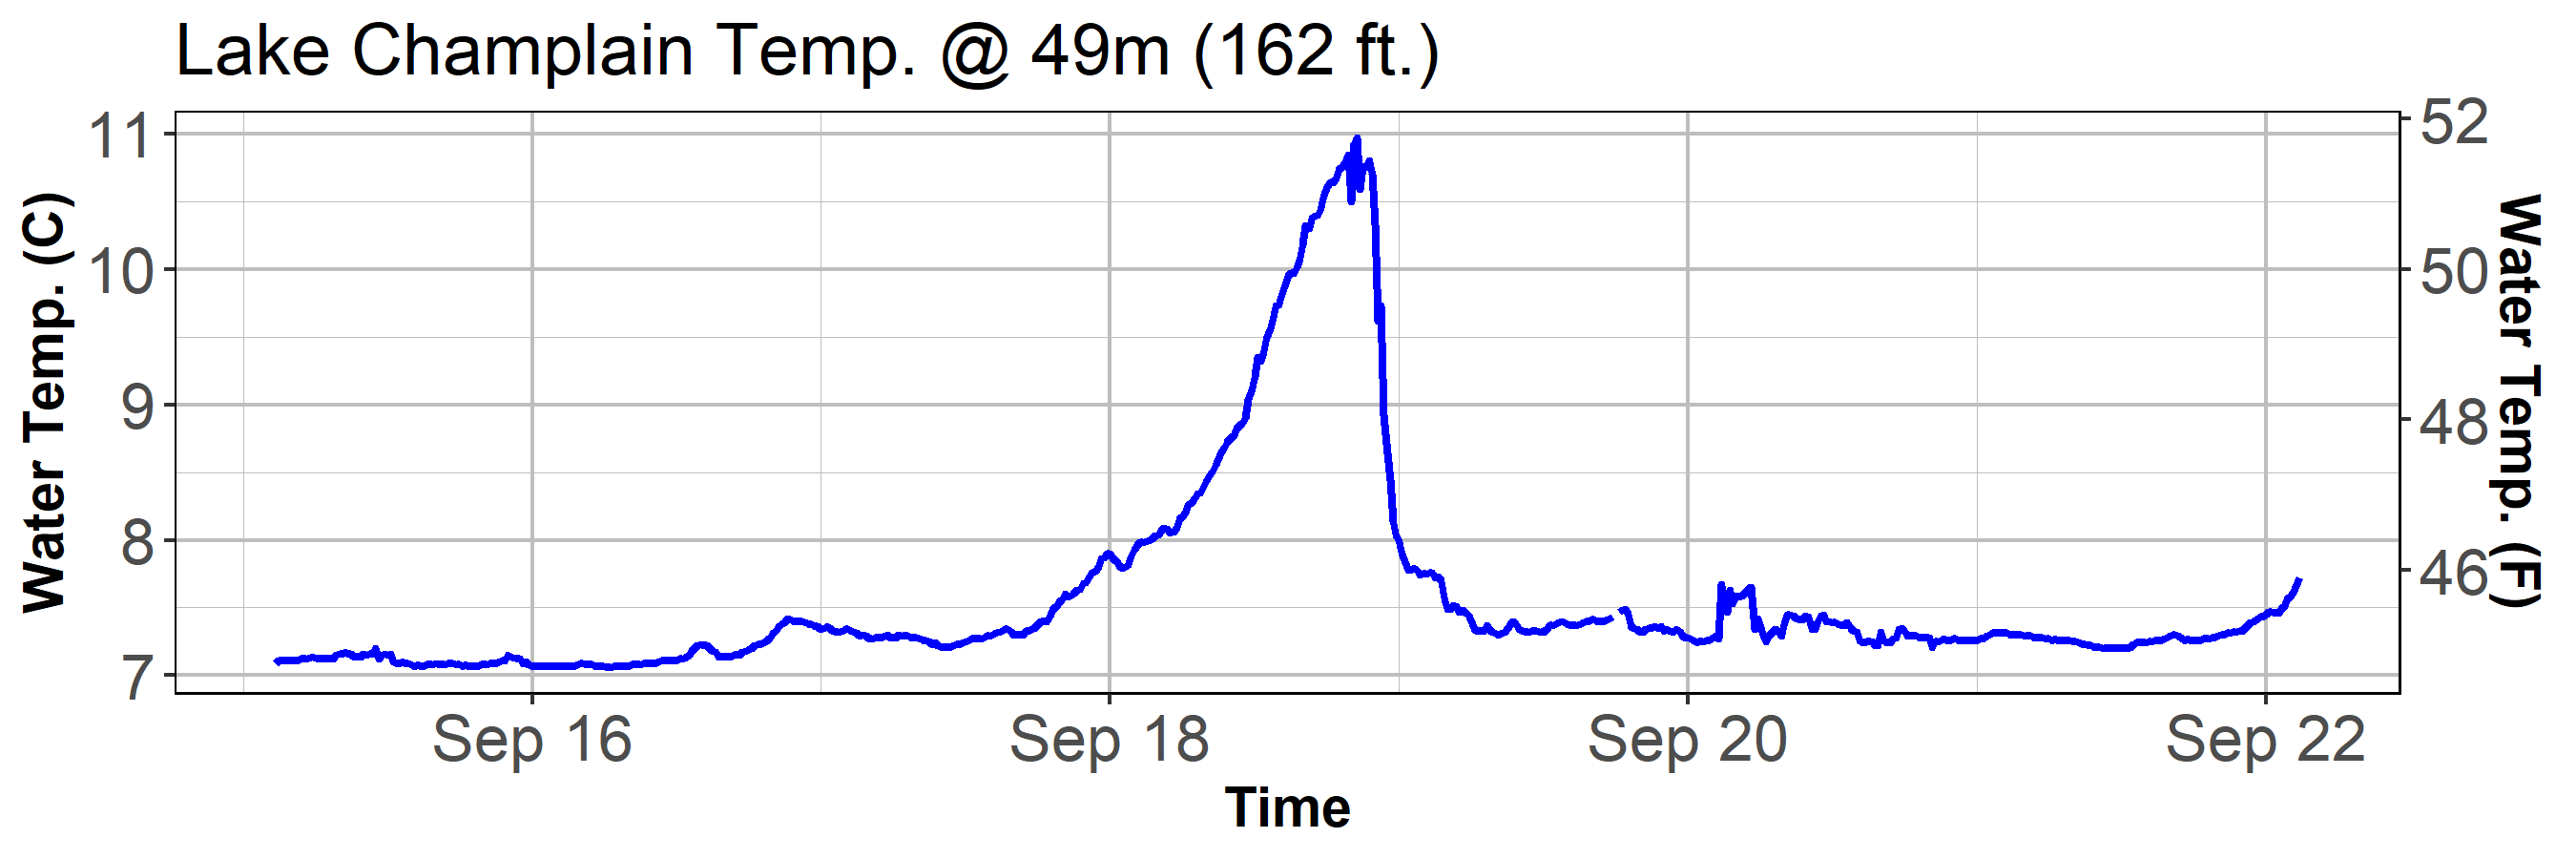 Lake Champlain Temp. @ 49m (162 ft.)
Water Temp. (C)
11
10
9
8
7
52
50
48
46
Water Temp. (F)
Sep 16
Sep 18
Sep 20
Sep 22
Time